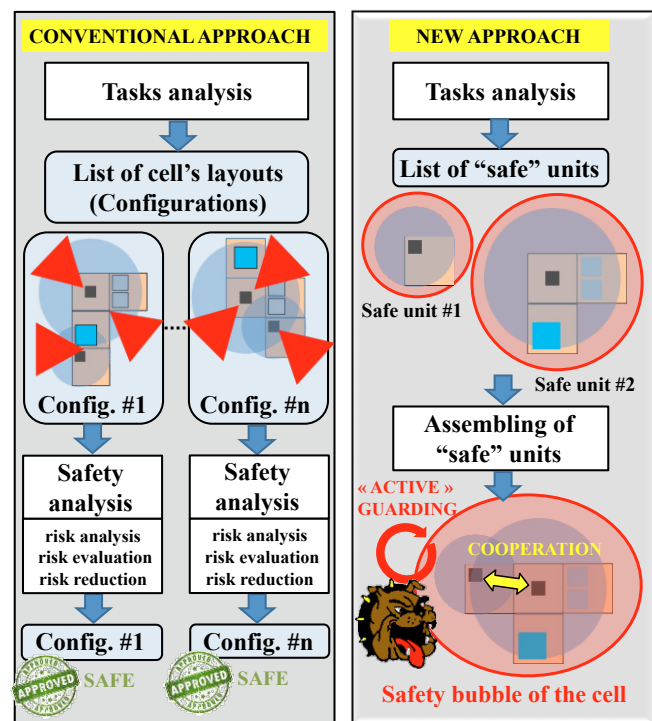 CONVENTIONAL APPROACH
Tasks analysis
List of cell's layouts
(Configurations)
.....
Config. #1
Config. #n
Safety
analysis
risk analysis
risk evaluation
risk reduction
Safety
analysis
risk analysis
risk evaluation
risk reduction
Config. #1
Config. #n
APPROVED
SAFE
APPROVED
SAFE
NEW APPROACH
Tasks analysis
List of “safe” units
Safe unit #1
Safe unit #2
Assembling of
“safe” units
« ACTIVE »
GUARDING
COOPERATION
Safety bubble of the cell